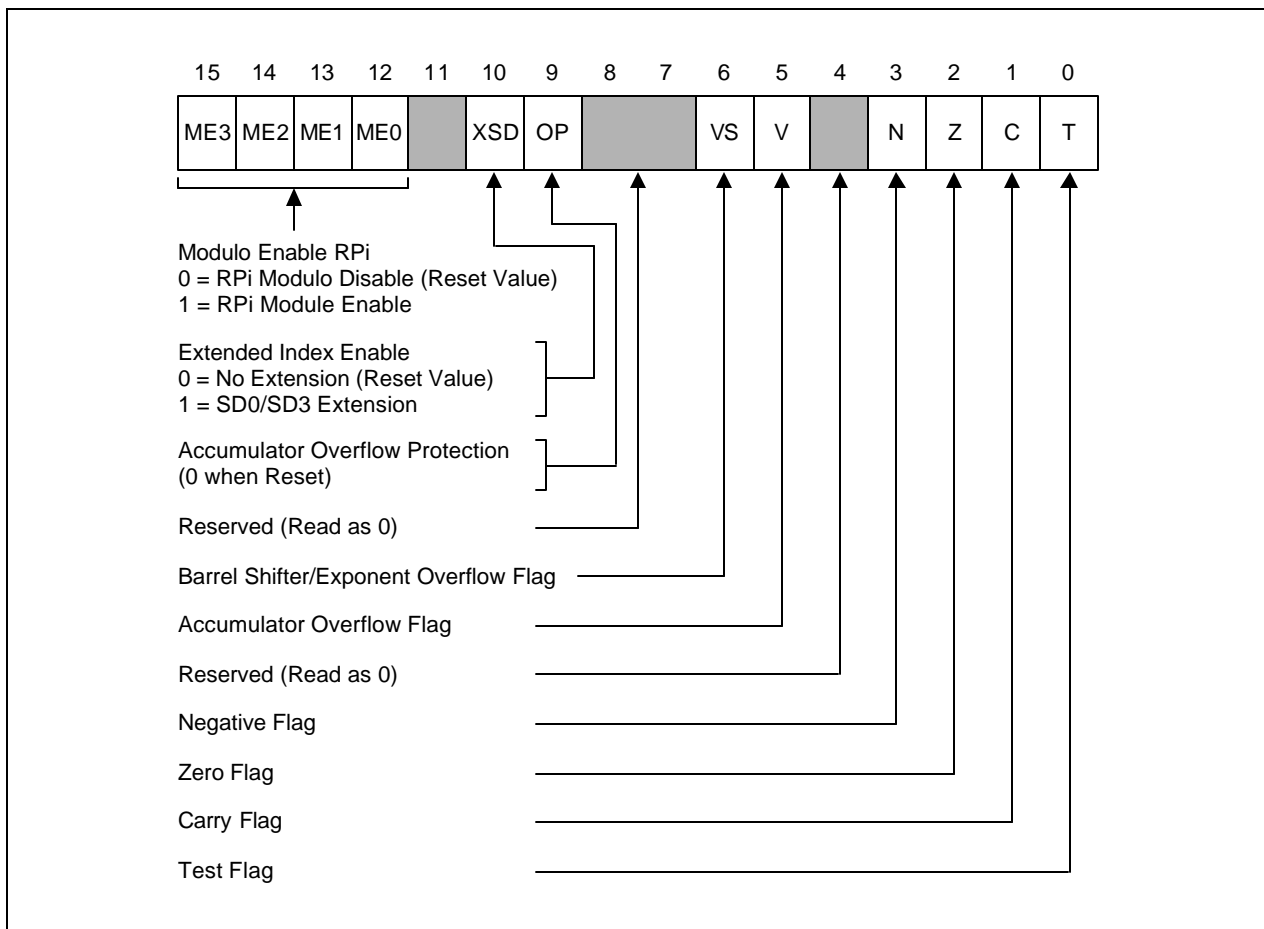 15 14 13 12 11 10 9 8 7 6 5 4 3 2 1 0
ME3 ME2 ME1 ME0 XSD OP VS V N Z C T
Modulo Enable RPi
0 = RPi Modulo Disable (Reset Value)
1 = RPi Module Enable
Extended Index Enable
0 = No Extension (Reset Value)
1 = SD0/SD3 Extension
Accumulator Overflow Protection
(0 when Reset)
Reserved (Read as 0)
Barrel Shifter/Exponent Overflow Flag
Accumulator Overflow Flag
Reserved (Read as 0)
Negative Flag
Zero Flag
Carry Flag
Test Flag